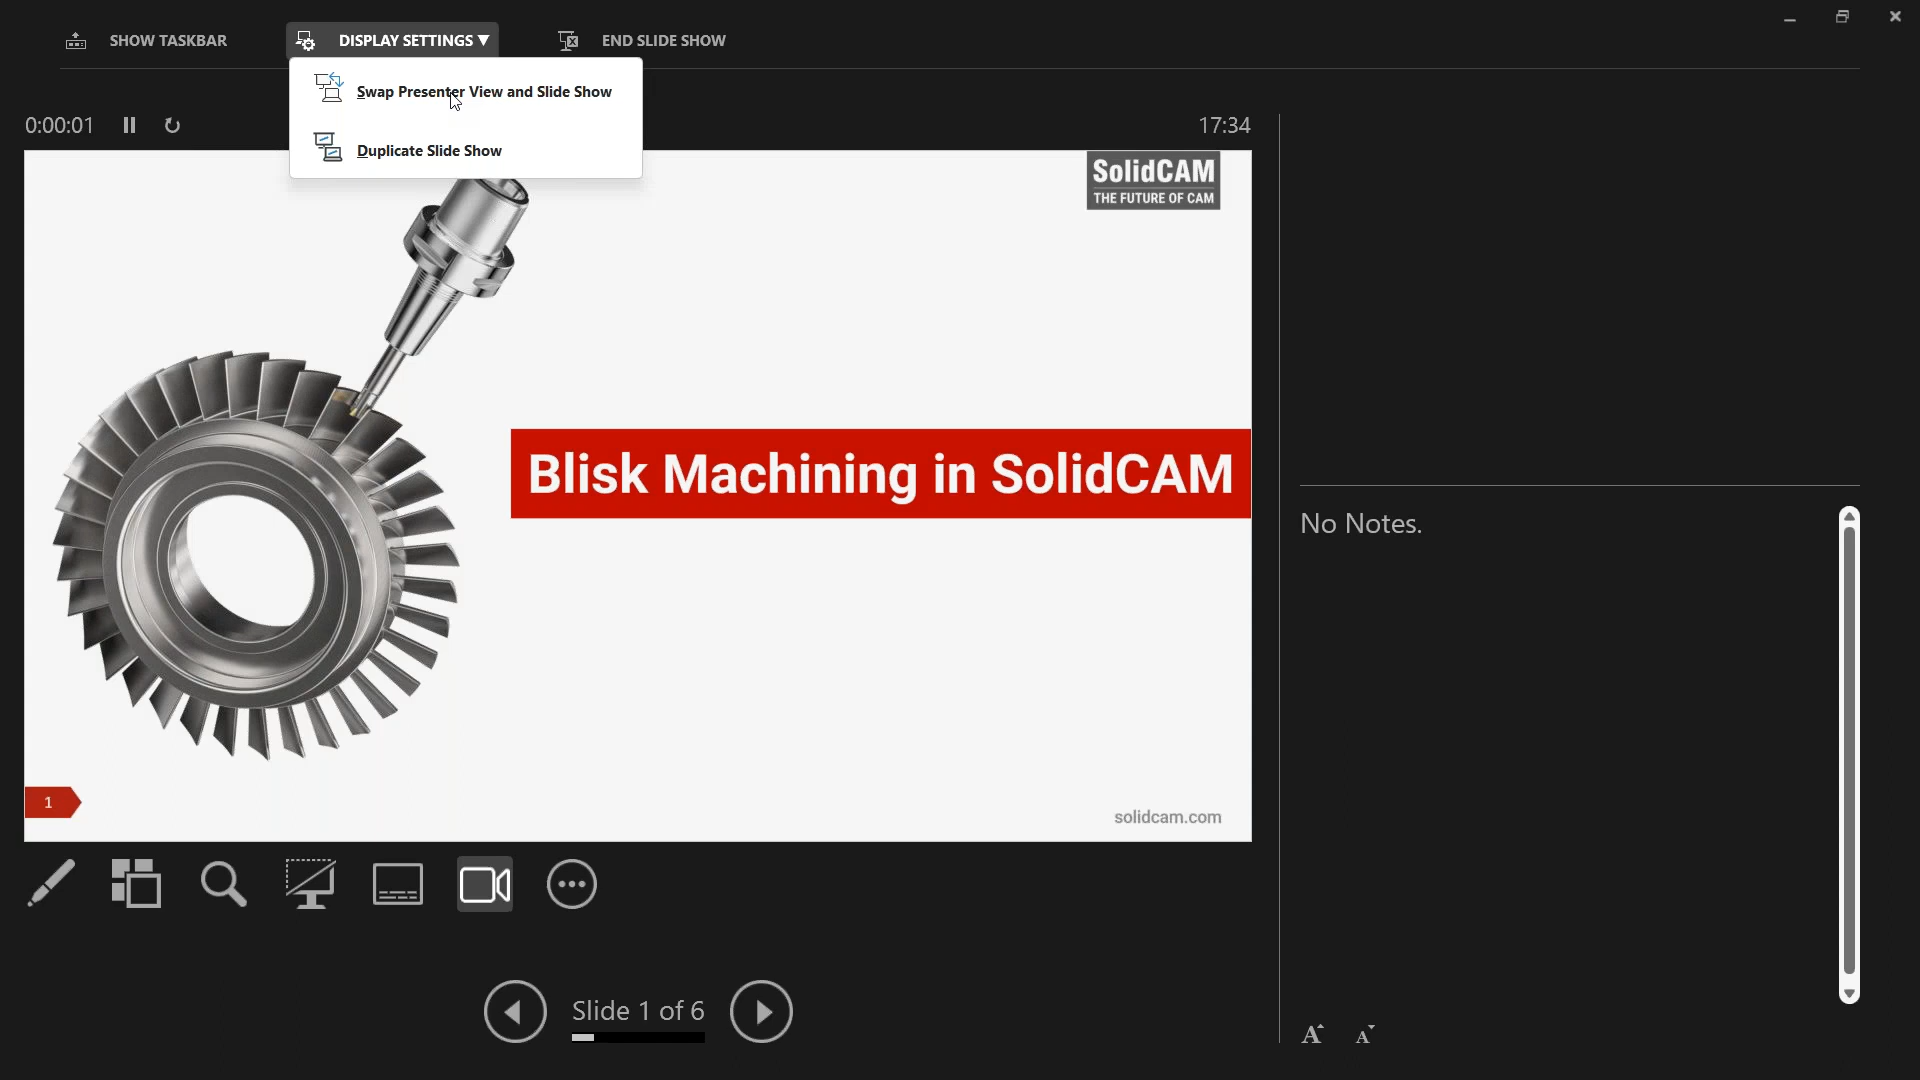 SHOW TASKBAR
DISPLAY SETTINGS ▼
END SLIDE SHOW
Swap Presenter View and Slide Show
Duplicate Slide Show
0:00:01
17:34
SolidCAM
THE FUTURE OF CAM
Blisk Machining in SolidCAM
1
solidcam.com
No Notes.
Slide 1 of 6
A
A